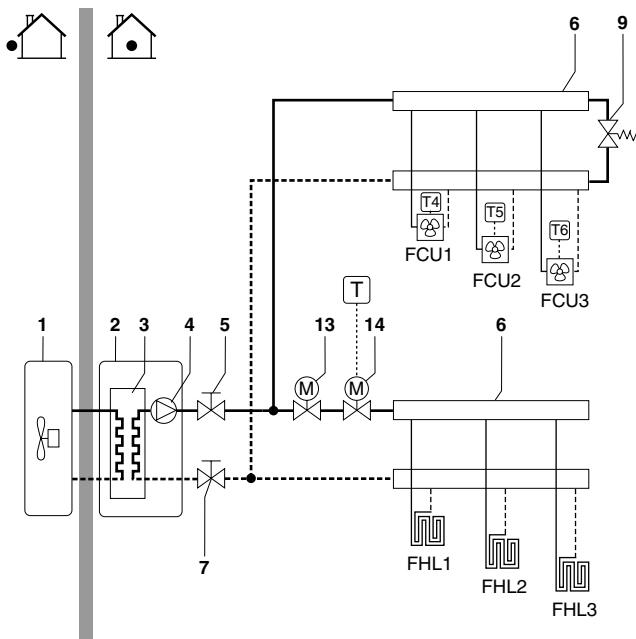 6 9
T4
T5
T6
FCU1
FCU2
FCU3
T
1 2 3 4 5 13 14 6
M M
7
FHL1
FHL2
FHL3